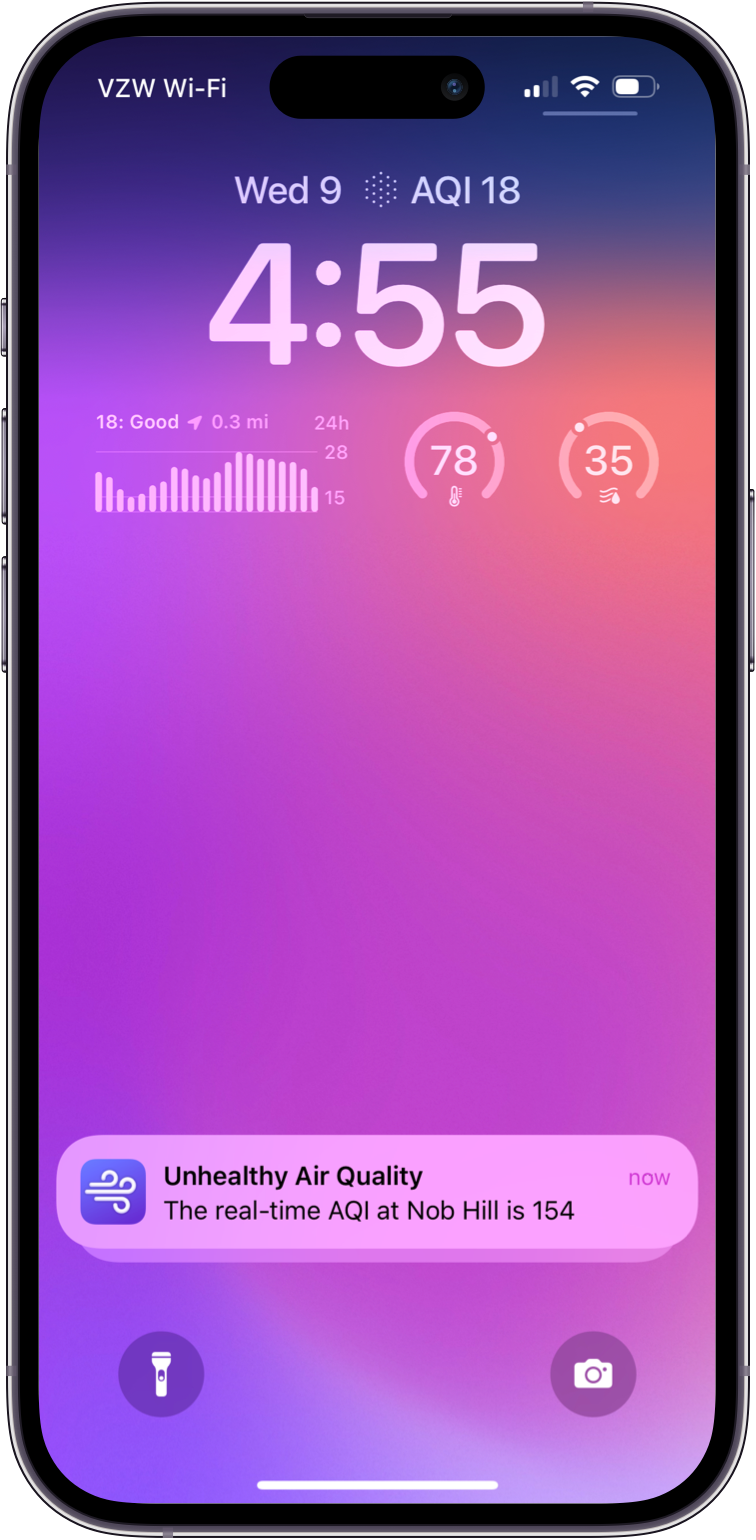 VZW Wi-Fi
Wed 9 AQI 18
4:55
18: Good 0.3 mi 24h
28
15
78
35
Unhealthy Air Quality now
The real-time AQI at Nob Hill is 154